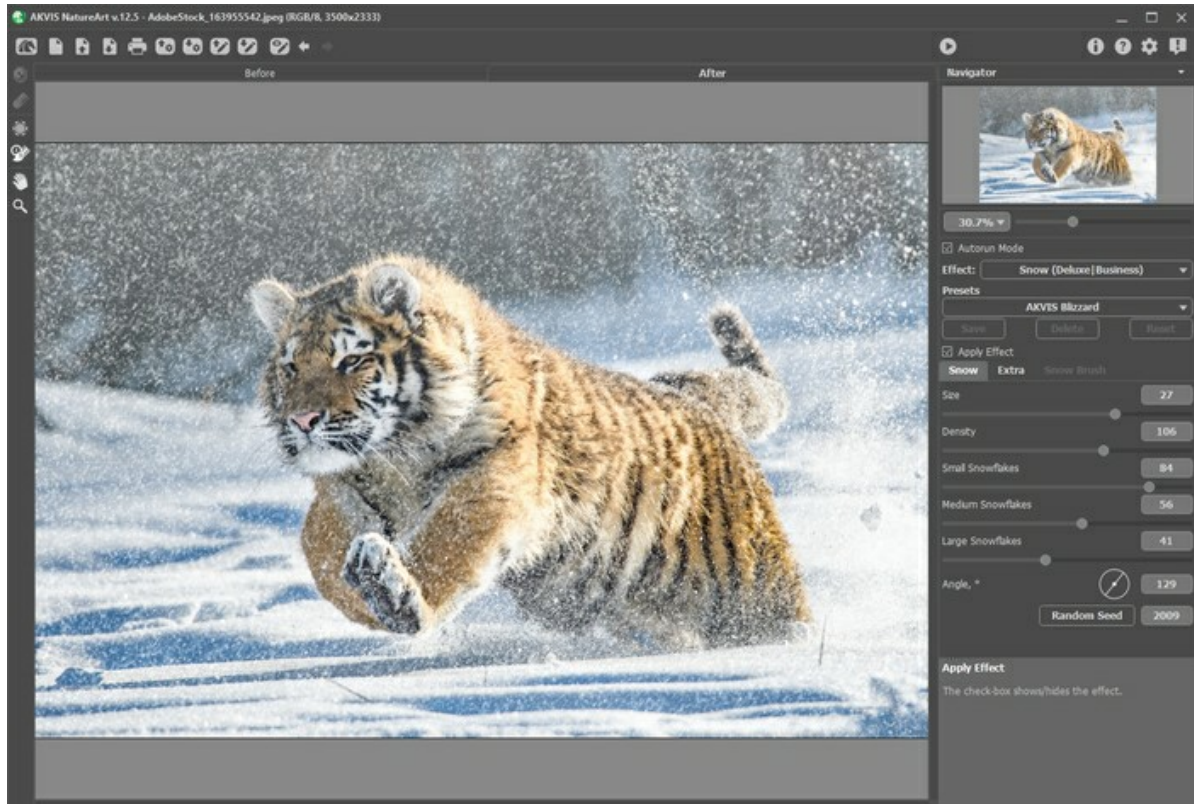 AKVIS NatureArt v.12.5 - AdobeStock_163955542.jpeg (RGB/8, 3500x2333)
Before
After
Navigator
30.7%
Autorun Mode
Effect: Snow (Deluxe|Business)
Presets
AKVIS Blizzard
Save Delete Reset
Apply Effect
Snow Extra Snow Brush
Size 27
Density 106
Small Snowflakes 84
Medium Snowflakes 56
Large Snowflakes 41
Angle, ° 129
Random Seed 2009
Apply Effect
The check-box shows/hides the effect.